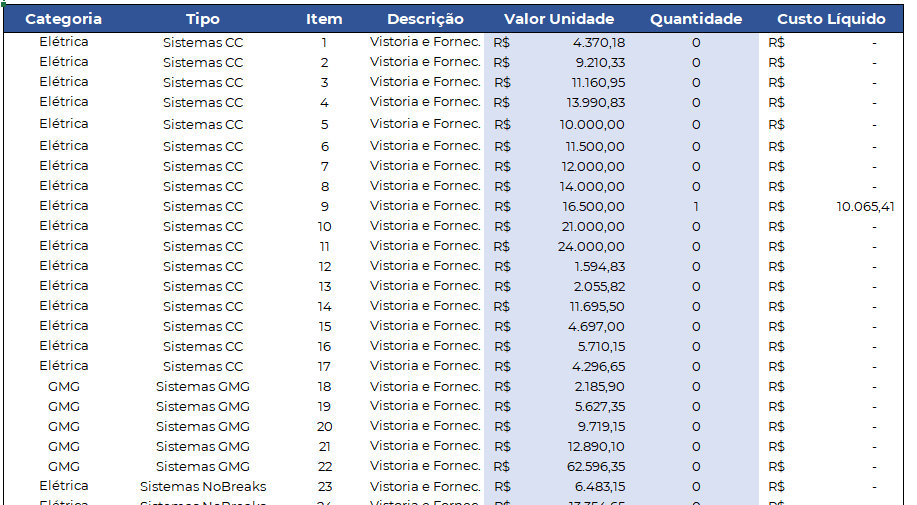 Categoria Tipo Item Descrição Valor Unidade Quantidade Custo Líquido
Elétrica Sistemas CC 1 Vistoria e Fornec. R$ 4.370,18 0 R$ -
Elétrica Sistemas CC 2 Vistoria e Fornec. R$ 9.210,33 0 R$ -
Elétrica Sistemas CC 3 Vistoria e Fornec. R$ 11.160,95 0 R$ -
Elétrica Sistemas CC 4 Vistoria e Fornec. R$ 13.990,83 0 R$ -
Elétrica Sistemas CC 5 Vistoria e Fornec. R$ 10.000,00 0 R$ -
Elétrica Sistemas CC 6 Vistoria e Fornec. R$ 11.500,00 0 R$ -
Elétrica Sistemas CC 7 Vistoria e Fornec. R$ 12.000,00 0 R$ -
Elétrica Sistemas CC 8 Vistoria e Fornec. R$ 14.000,00 0 R$ -
Elétrica Sistemas CC 9 Vistoria e Fornec. R$ 16.500,00 1 R$ 10.065,41
Elétrica Sistemas CC 10 Vistoria e Fornec. R$ 21.000,00 0 R$ -
Elétrica Sistemas CC 11 Vistoria e Fornec. R$ 24.000,00 0 R$ -
Elétrica Sistemas CC 12 Vistoria e Fornec. R$ 1.594,83 0 R$ -
Elétrica Sistemas CC 13 Vistoria e Fornec. R$ 2.055,82 0 R$ -
Elétrica Sistemas CC 14 Vistoria e Fornec. R$ 11.695,50 0 R$ -
Elétrica Sistemas CC 15 Vistoria e Fornec. R$ 4.697,00 0 R$ -
Elétrica Sistemas CC 16 Vistoria e Fornec. R$ 5.710,15 0 R$ -
Elétrica Sistemas CC 17 Vistoria e Fornec. R$ 4.296,65 0 R$ -
GMG Sistemas GMG 18 Vistoria e Fornec. R$ 2.185,90 0 R$ -
GMG Sistemas GMG 19 Vistoria e Fornec. R$ 5.627,35 0 R$ -
GMG Sistemas GMG 20 Vistoria e Fornec. R$ 9.719,15 0 R$ -
GMG Sistemas GMG 21 Vistoria e Fornec. R$ 12.890,10 0 R$ -
GMG Sistemas GMG 22 Vistoria e Fornec. R$ 62.596,35 0 R$ -
Elétrica Sistemas NoBreaks 23 Vistoria e Fornec. R$ 6.483,15 0 R$ -
Elétrica Sistemas NoBreaks 24 Vistoria e Fornec. R$ 0 R$